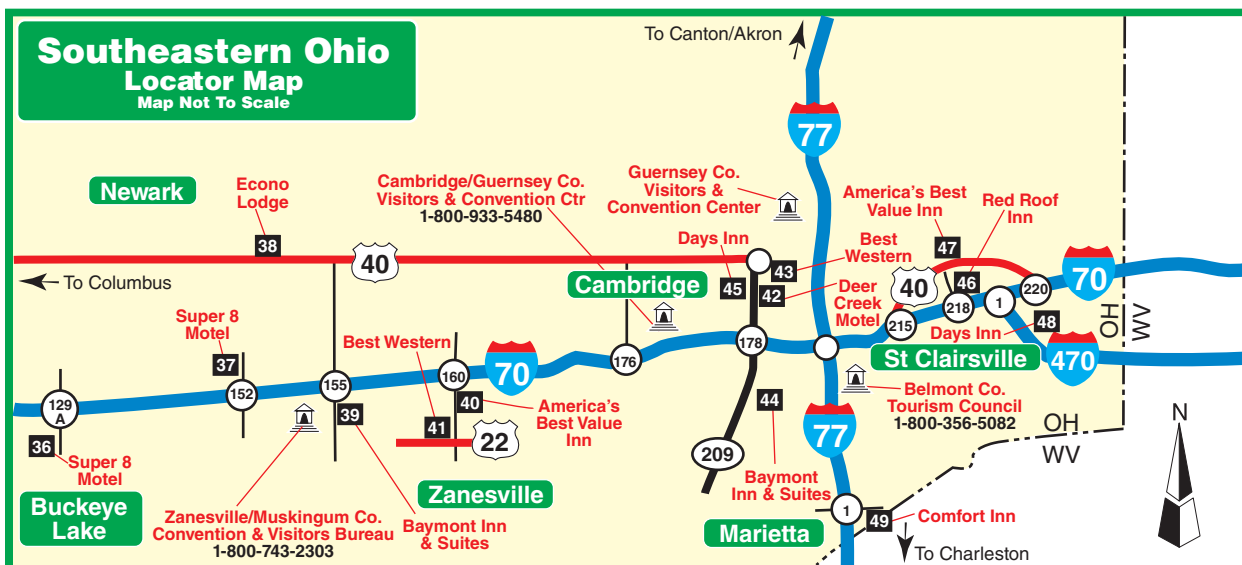 Southeastern Ohio
Locator Map
Map Not To Scale
To Canton/Akron
77
Newark
Econo
Lodge
38
Cambridge/Guernsey Co.
Visitors & Convention Ctr
1-800-933-5480
Guernsey Co.
Visitors &
Convention Center
America's Best
Value Inn
47
Red Roof
Inn
46
40
To Columbus
Cambridge
Days Inn
45
43
Best
Western
42
Deer
Creek
Motel
40
70
220
218
1
215
Days Inn
48
OH
WV
St Clairsville
470
Super 8
Motel
37
Best Western
70
176
178
155
160
152
129
A
36
Super 8
Motel
Buckeye
Lake
39
41
40
22
America's
Best Value
Inn
Zanesville
Zanesville/Muskingum Co.
Convention & Visitors Bureau
1-800-743-2303
Baymont Inn
& Suites
209
44
Baymont
Inn & Suites
77
Belmont Co.
Tourism Council
1-800-356-5082
OH
WV
N
Marietta
1
49
Comfort Inn
To Charleston